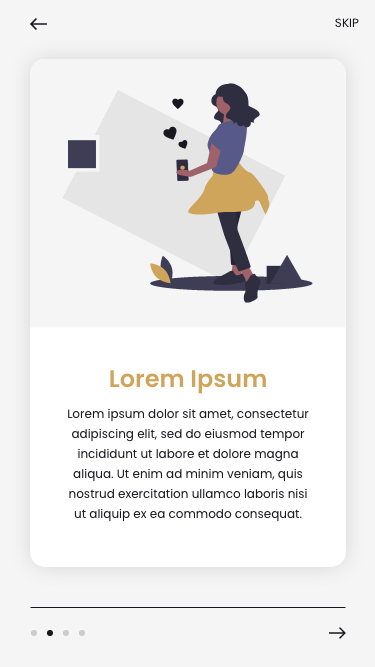 SKIP
Lorem Ipsum
Lorem ipsum dolor sit amet, consectetur
adipiscing elit, sed do eiusmod tempor
incididunt ut labore et dolore magna
aliqua. Ut enim ad minim veniam, quis
nostrud exercitation ullamco laboris nisi
ut aliquip ex ea commodo consequat.